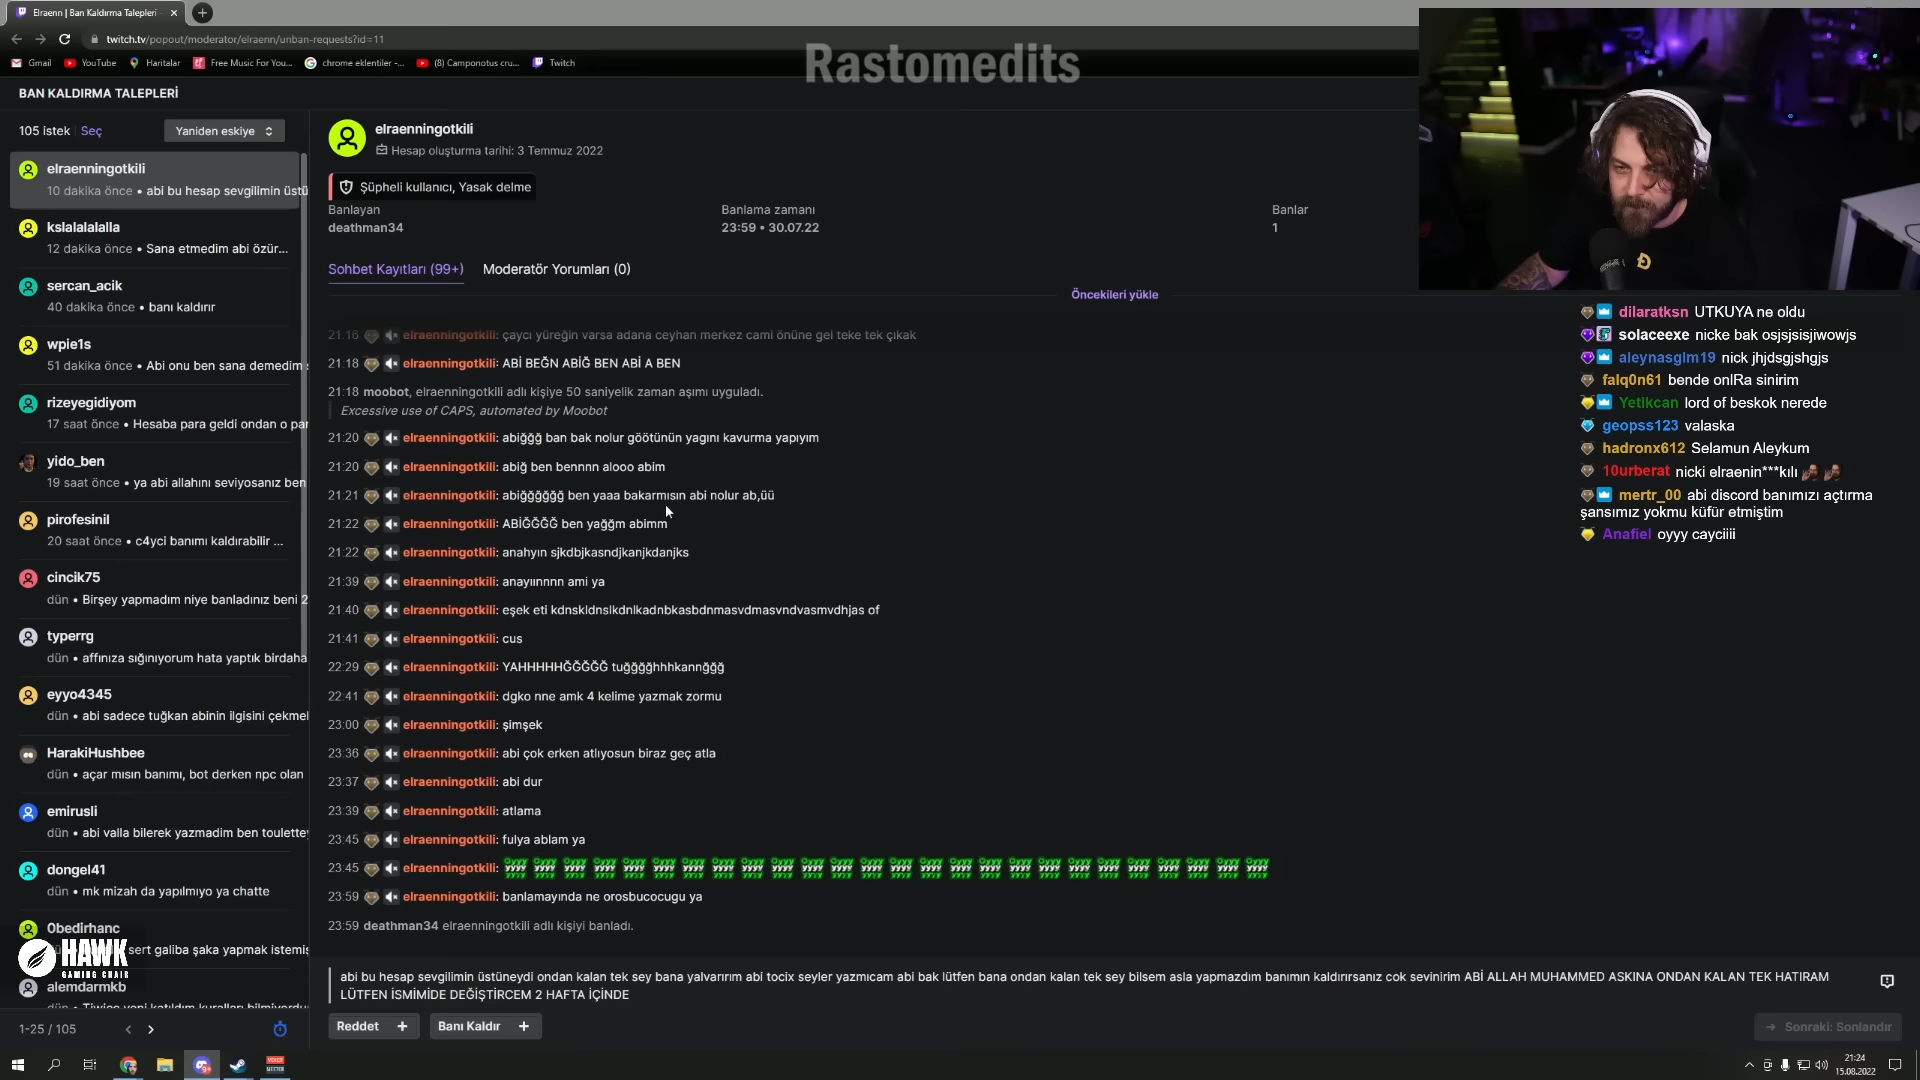 Elraenn | Ban Kaldırma Talepleri
twitch.tv/popout/moderator/elraenn/unban-requests?id=11
Gmail YouTube Haritalar Free Music For You... chrome eklentiler -... (8) Camponotus cru... Twitch
Rastomedits
BAN KALDIRMA TALEPLERİ
105 istek Seç Yaniden eskiye
elraenningotkili
10 dakika önce • abi bu hesap sevgilimin üstü
kslalalalalla
12 dakika önce • Sana etmedim abi özür...
sercan_acik
40 dakika önce • banı kaldırır
wpie1s
51 dakika önce • Abi onu ben sana demedim
rizeyegidiyom
17 saat önce • Hesaba para geldi ondan o par
yido_ben
19 saat önce • ya abi allahını seviyosanız ben
pirofesinil
20 saat önce • c4yci banımı kaldırabilir ...
cincik75
dün • Birşey yapmadım niye banladınız beni 2
typerrg
dün • affınıza sığınıyorum hata yaptık birdaha
eyyo4345
dün • abi sadece tuğkan abinin ilgisini çekmel
HarakiHushbee
dün • açar mısın banımı, bot derken npc olan
emirusli
dün • abi valla bilerek yazmadim ben toulettey
dongel41
dün • mk mizah da yapılmıyo ya chatte
0bedirhanc
sert galiba şaka yapmak istemiş
HAWK
GAMING CHAIR
alemdarmkb
1-25 / 105
elraenningotkili
Hesap oluşturma tarihi: 3 Temmuz 2022
Şüpheli kullanıcı, Yasak delme
Banlayan Banlama zamanı Banlar
deathman34 23:59 • 30.07.22 1
Sohbet Kayıtları (99+) Moderatör Yorumları (0)
Öncekileri yükle
21:16 elraenningotkili: çaycı yüreğin varsa adana ceyhan merkez cami önüne gel teke tek çıkak
21:18 elraenningotkili: ABİ BEĞN ABİĞ BEN ABİ A BEN
21:18 moobot, elraenningotkili adlı kişiye 50 saniyelik zaman aşımı uyguladı.
Excessive use of CAPS, automated by Moobot
21:20 elraenningotkili: abiğğğ ban bak nolur göötünün yagını kavurma yapıyım
21:20 elraenningotkili: abiğ ben bennnn alooo abim
21:21 elraenningotkili: abiğğğğğğ ben yaaa bakarmısın abi nolur ab,üü
21:22 elraenningotkili: ABİĞĞĞĞ ben yağğm abimm
21:22 elraenningotkili: anahyın sjkdbjkasndjkanjkdanjks
21:39 elraenningotkili: anayıınnnn ami ya
21:40 elraenningotkili: eşek eti kdnskldnslkdnlkadnbkasbdnmasvdmasvndvasmvdhjas of
21:41 elraenningotkili: cus
22:29 elraenningotkili: YAHHHHHĞĞĞĞĞ tuğğğğhhhkannğğğ
22:41 elraenningotkili: dgko nne amk 4 kelime yazmak zormu
23:00 elraenningotkili: şimşek
23:36 elraenningotkili: abi çok erken atlıyosun biraz geç atla
23:37 elraenningotkili: abi dur
23:39 elraenningotkili: atlama
23:45 elraenningotkili: fulya ablam ya
23:45 elraenningotkili:
23:59 elraenningotkili: banlamayında ne orosbucocugu ya
23:59 deathman34 elraenningotkili adlı kişiyi banladı.
abi bu hesap sevgilimin üstüneydi ondan kalan tek sey bana yalvarırım abi tocix seyler yazmıcam abi bak lütfen bana ondan kalan tek sey bilsem asla yapmazdım banımın kaldırırsanız cok sevinirim ABİ ALLAH MUHAMMED ASKINA ONDAN KALAN TEK HATIRAM
LÜTFEN İSMİMİDE DEĞİŞTİRCEM 2 HAFTA İÇİNDE
Reddet Banı Kaldır Sonraki: Sonlandır
dilaratksn UTKUYA ne oldu
solaceexe nicke bak osjsjsisjiwowjs
aleynasglm19 nick jhjdsgjshgjs
falq0n61 bende onlRa sinirim
Yetikcan lord of beskok nerede
geopss123 valaska
hadronx612 Selamun Aleykum
10urberat nicki elraenin***kılı
mertr_00 abi discord banımızı açtırma
şansımız yokmu küfür etmiştim
Anafiel oyyy cayciiii
VOICE
MEETER
21:24
15.08.2022